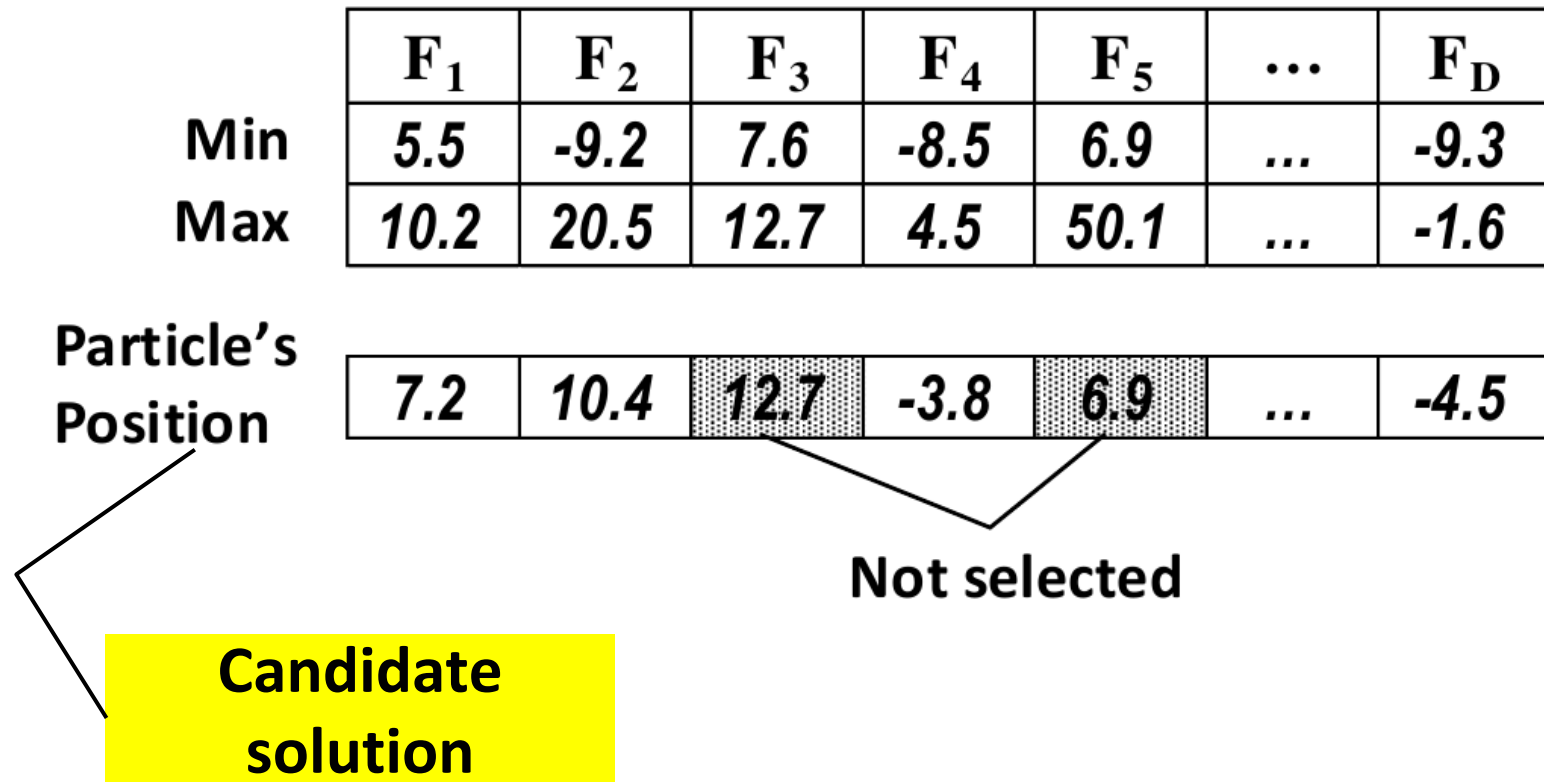 F₁ F₂ F₃ F₄ F₅ ... F_D
Min 5.5 -9.2 7.6 -8.5 6.9 ... -9.3
Max 10.2 20.5 12.7 4.5 50.1 ... -1.6
Particle’s
Position 7.2 10.4 12.7 -3.8 6.9 ... -4.5
Not selected
Candidate
solution